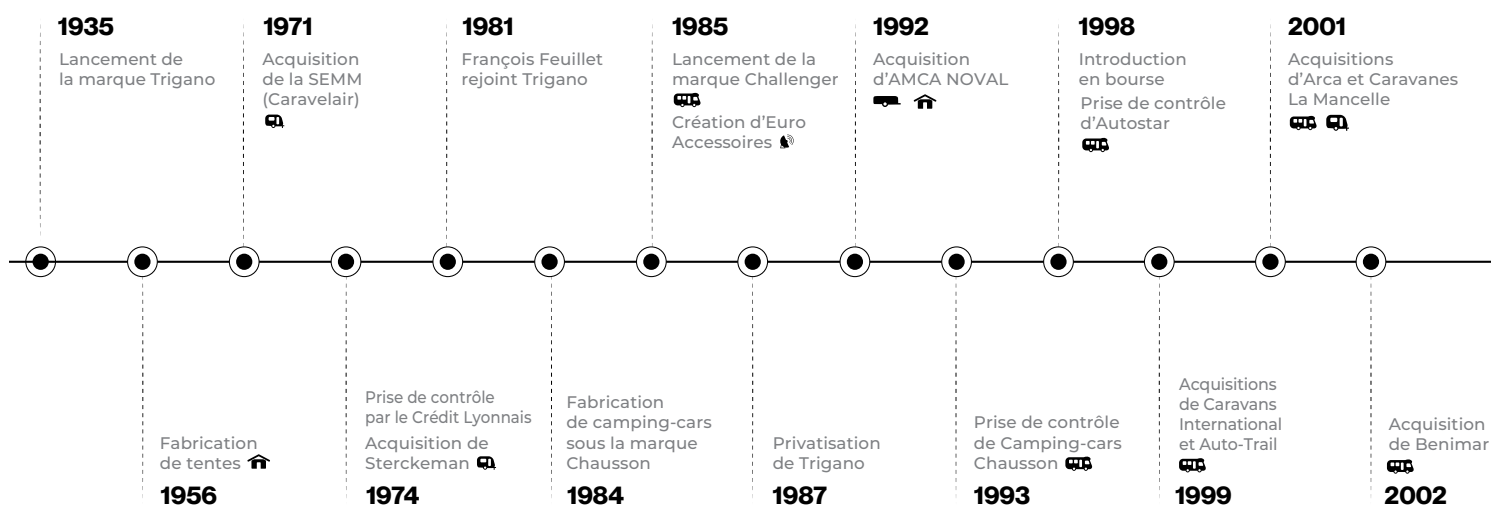 1935
Lancement de
la marque Trigano
1971
Acquisition
de la SEMM
(Caravelair)
1981
François Feuillet
rejoint Trigano
1985
Lancement de la
marque Challenger
Création d’Euro
Accessoires
1992
Acquisition
d’AMCA NOVAL
1998
Introduction
en bourse
Prise de contrôle
d’Autostar
2001
Acquisitions
d’Arca et Caravanes
La Mancelle
Fabrication
de tentes
1956
Prise de contrôle
par le Crédit Lyonnais
Acquisition de
Sterckeman
1974
Fabrication
de camping-cars
sous la marque
Chausson
1984
Privatisation
de Trigano
1987
Prise de contrôle
de Camping-cars
Chausson
1993
Acquisitions
de Caravans
International
et Auto-Trail
1999
Acquisition
de Benimar
2002